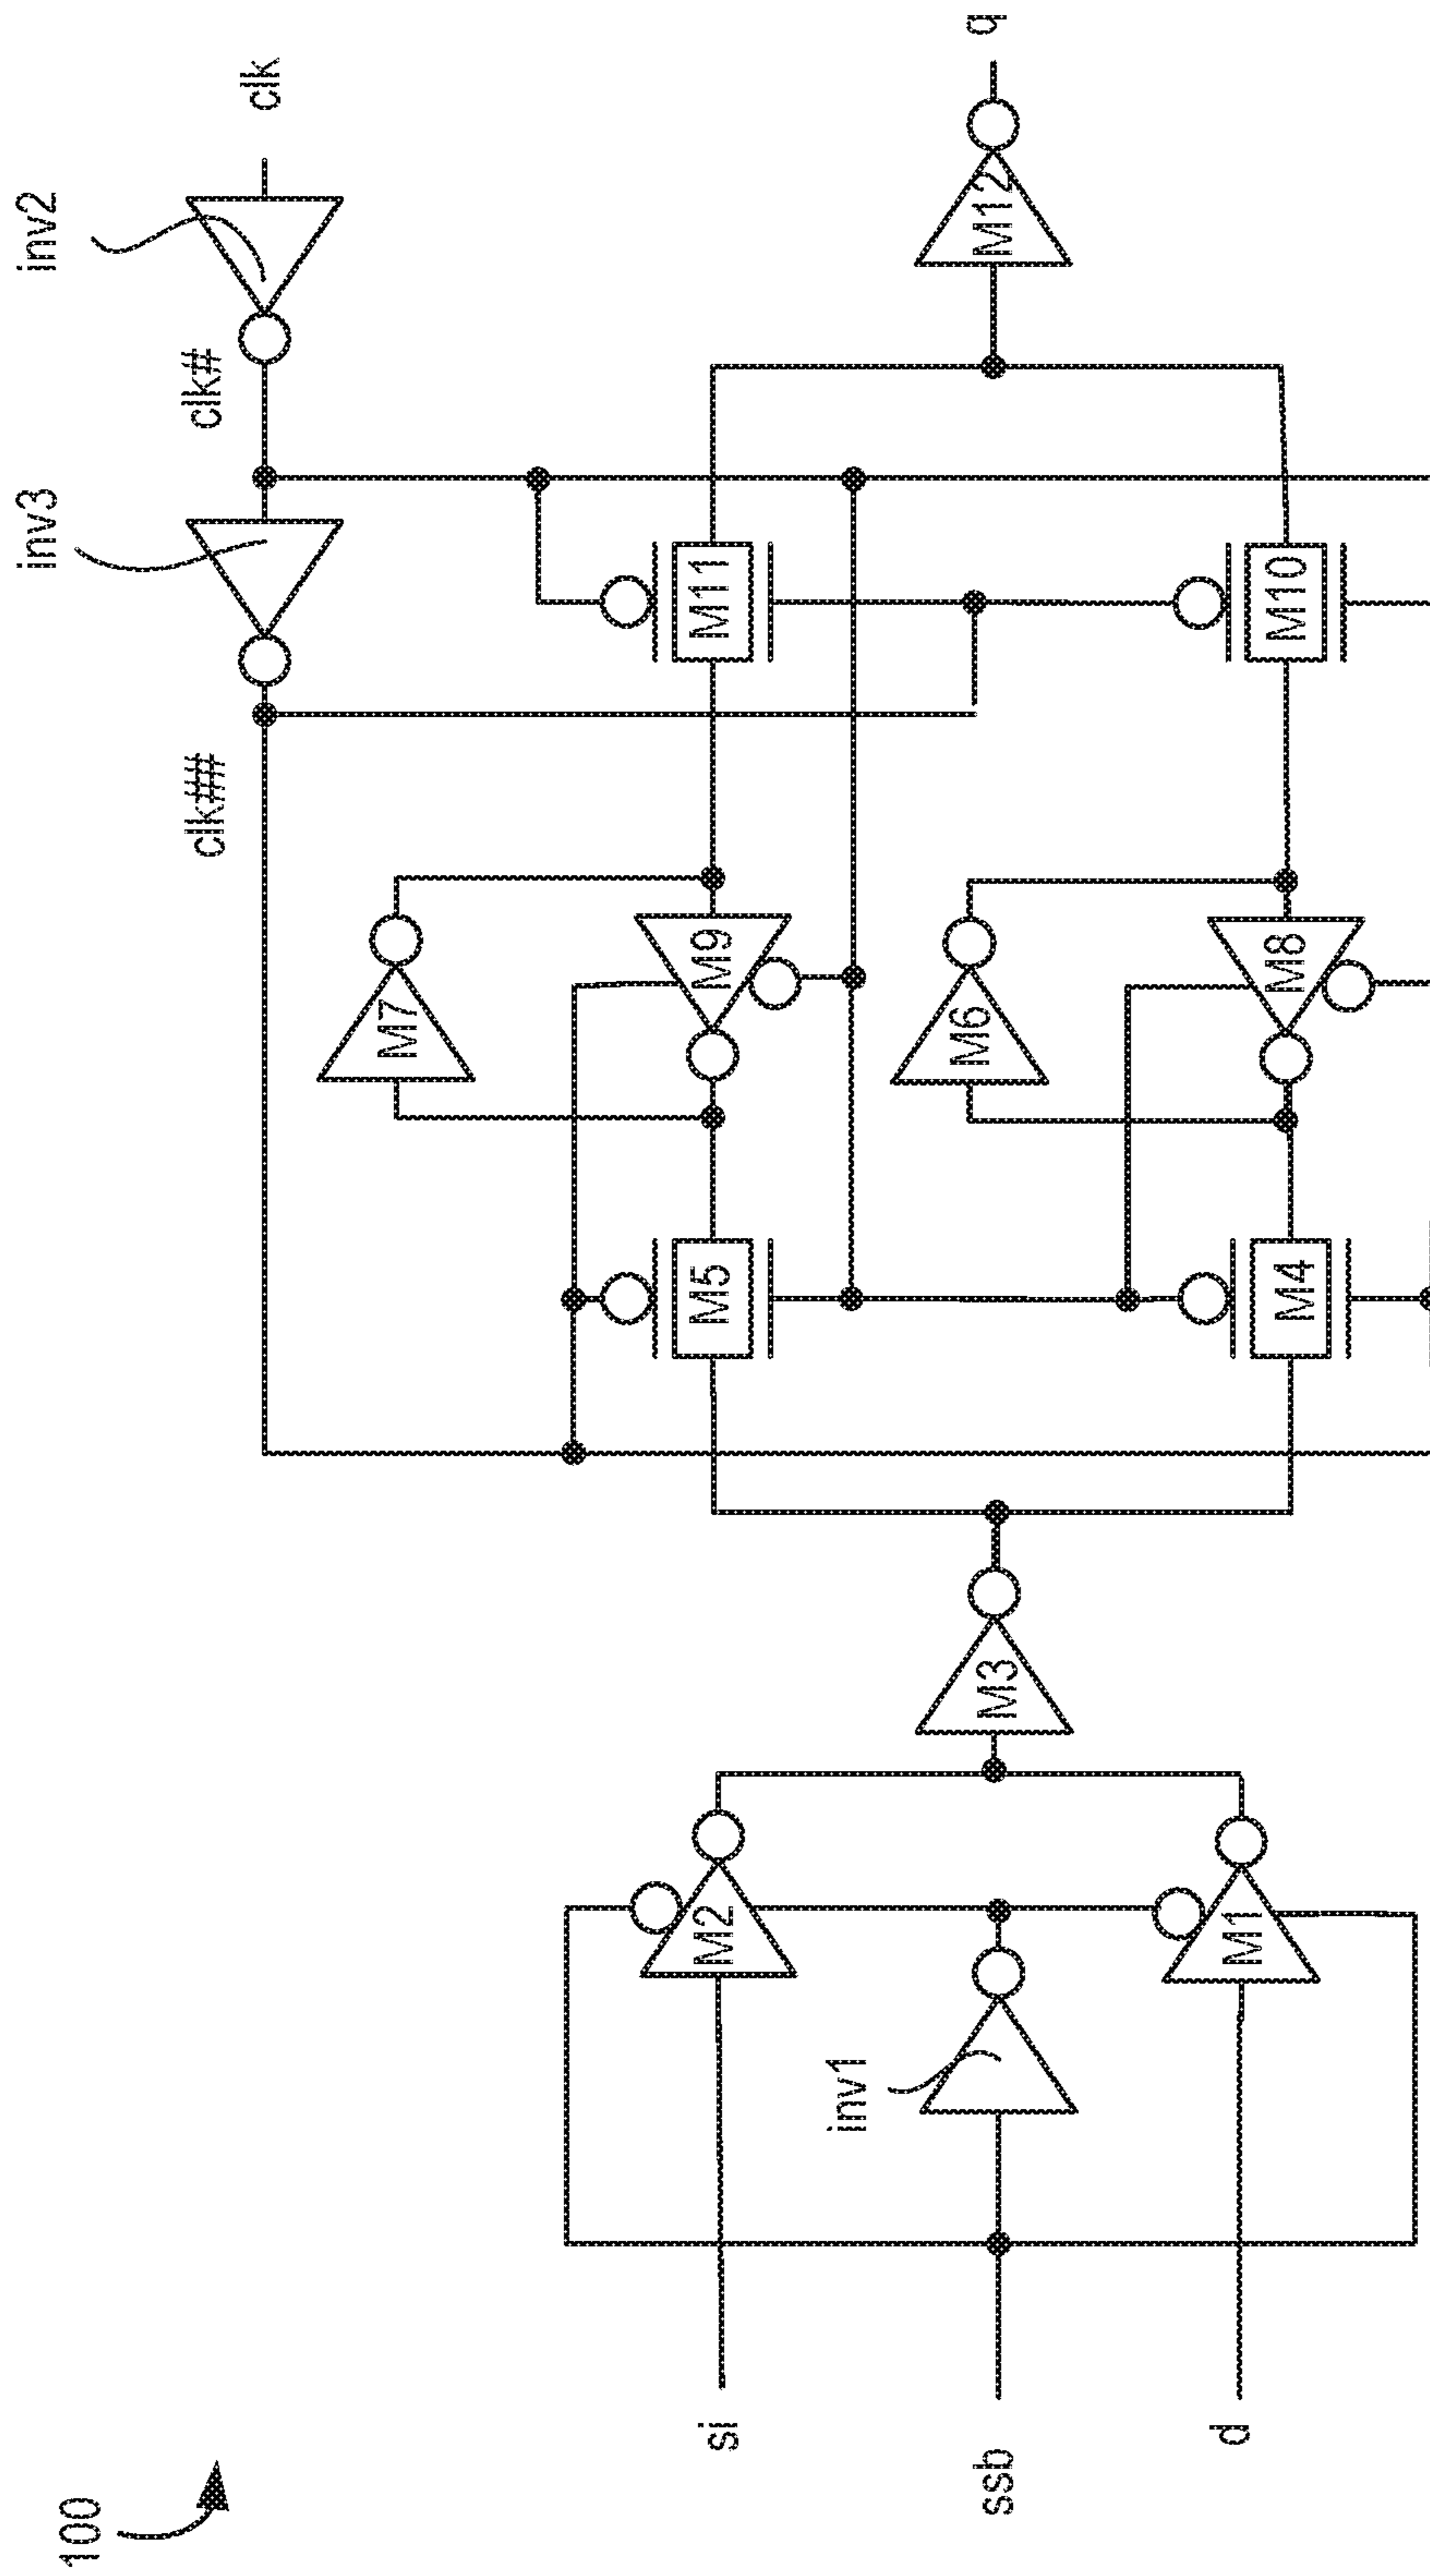 100
si
ssb
d
inv1
M2
M1
M3
M5
M4
M7
M9
M6
M8
M11
M10
M12
clk##
inv3
clk#
inv2
clk
q